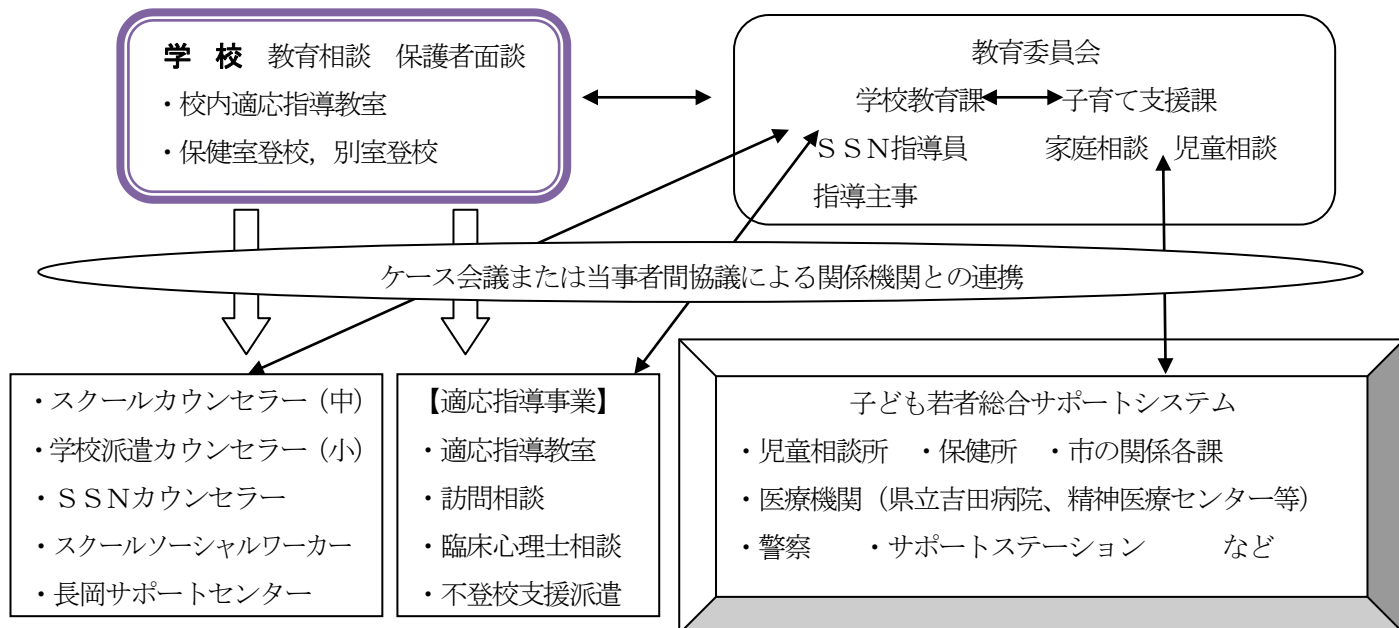 学 校 教育相談 保護者面談
・校内適応指導教室
・保健室登校，別室登校
教育委員会
学校教育課 子育て支援課
ＳＳＮ指導員 家庭相談 児童相談
指導主事
ケース会議または当事者間協議による関係機関との連携
・スクールカウンセラー（中）
・学校派遣カウンセラー（小）
・ＳＳＮカウンセラー
・スクールソーシャルワーカー
・長岡サポートセンター
【適応指導事業】
・適応指導教室
・訪問相談
・臨床心理士相談
・不登校支援派遣
子ども若者総合サポートシステム
・児童相談所 ・保健所 ・市の関係各課
・医療機関（県立吉田病院、精神医療センター等）
・警察 ・サポートステーション など